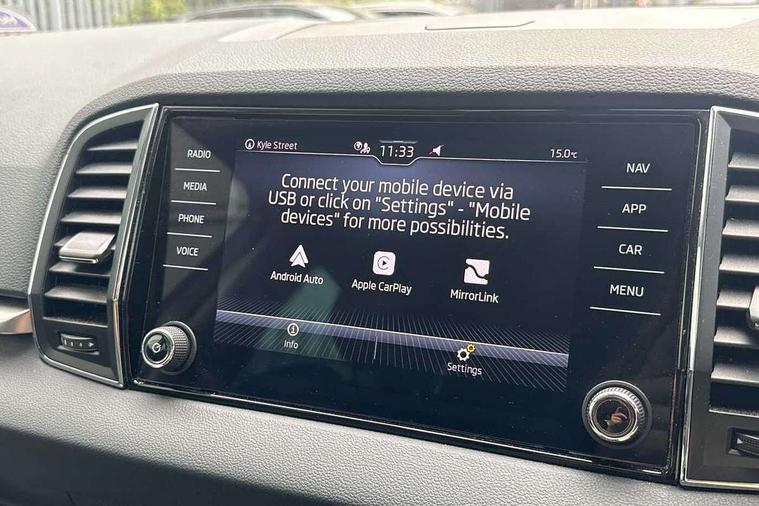 Kyle Street
11:33
15.0°C
RADIO
MEDIA
PHONE
VOICE
Connect your mobile device via
USB or click on "Settings" - "Mobile
devices" for more possibilities.
Android Auto
Apple CarPlay
MirrorLink
Info
Settings
NAV
APP
CAR
MENU